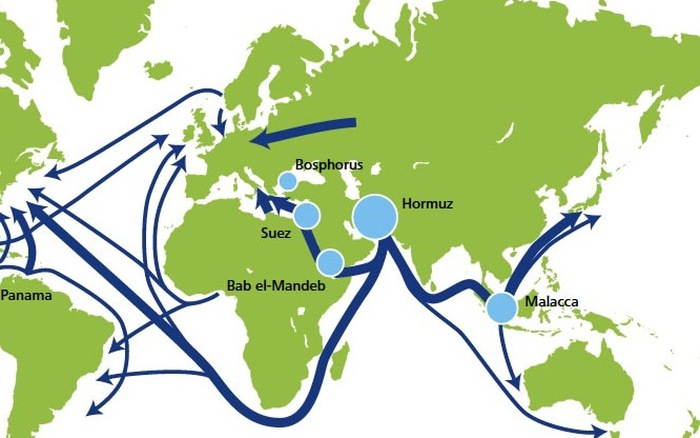 Bosphorus
Hormuz
Suez
Bab el-Mandeb
Panama
Malacca